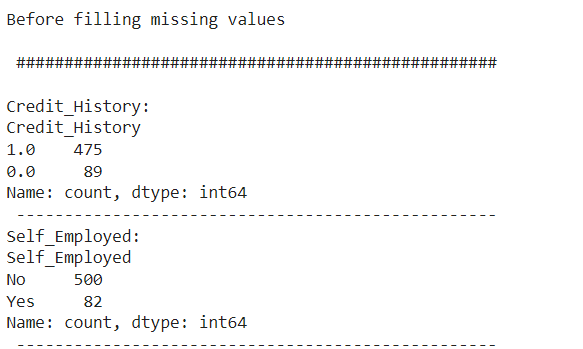 Before filling missing values
##################################################
Credit_History:
Credit_History
1.0    475
0.0     89
Name: count, dtype: int64
--------------------------------------------------
Self_Employed:
Self_Employed
No     500
Yes     82
Name: count, dtype: int64
--------------------------------------------------